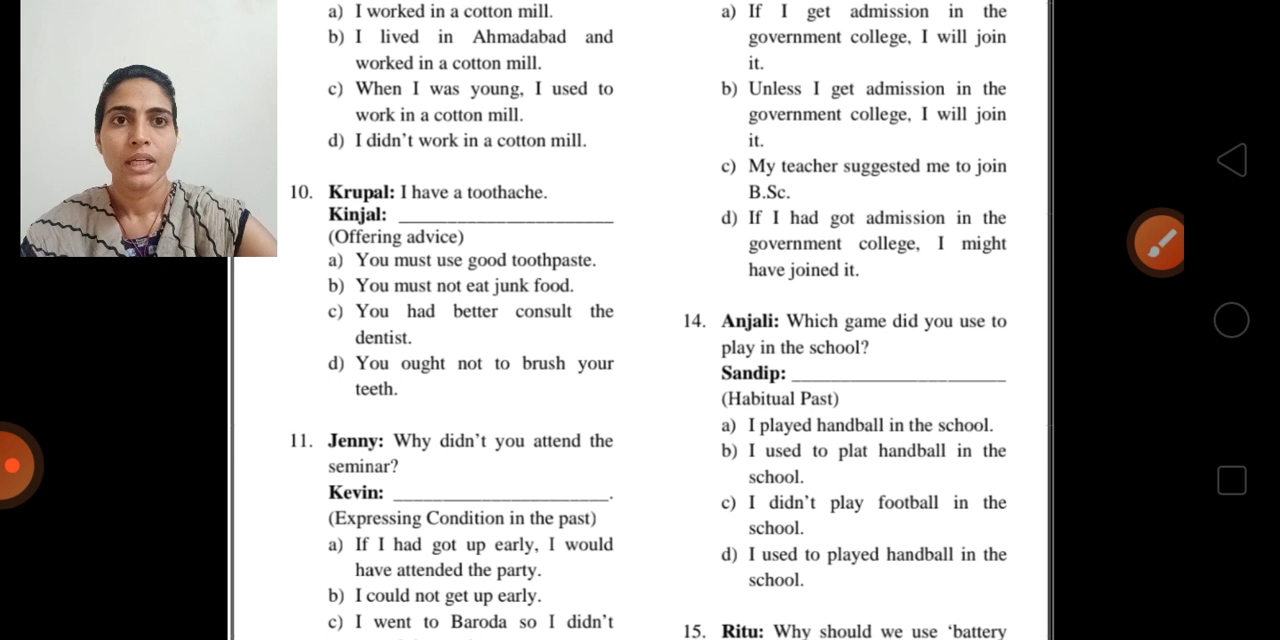 a) I worked in a cotton mill.
b) I lived in Ahmadabad and
worked in a cotton mill.
c) When I was young, I used to
work in a cotton mill.
d) I didn't work in a cotton mill.
10. Krupal: I have a toothache.
Kinjal: ______________________
(Offering advice)
a) You must use good toothpaste.
b) You must not eat junk food.
c) You had better consult the
dentist.
d) You ought not to brush your
teeth.
11. Jenny: Why didn't you attend the
seminar?
Kevin: ______________________.
(Expressing Condition in the past)
a) If I had got up early, I would
have attended the party.
b) I could not get up early.
c) I went to Baroda so I didn't
a) If I get admission in the
government college, I will join
it.
b) Unless I get admission in the
government college, I will join
it.
c) My teacher suggested me to join
B.Sc.
d) If I had got admission in the
government college, I might
have joined it.
14. Anjali: Which game did you use to
play in the school?
Sandip: ______________________
(Habitual Past)
a) I played handball in the school.
b) I used to plat handball in the
school.
c) I didn't play football in the
school.
d) I used to played handball in the
school.
15. Ritu: Why should we use 'battery